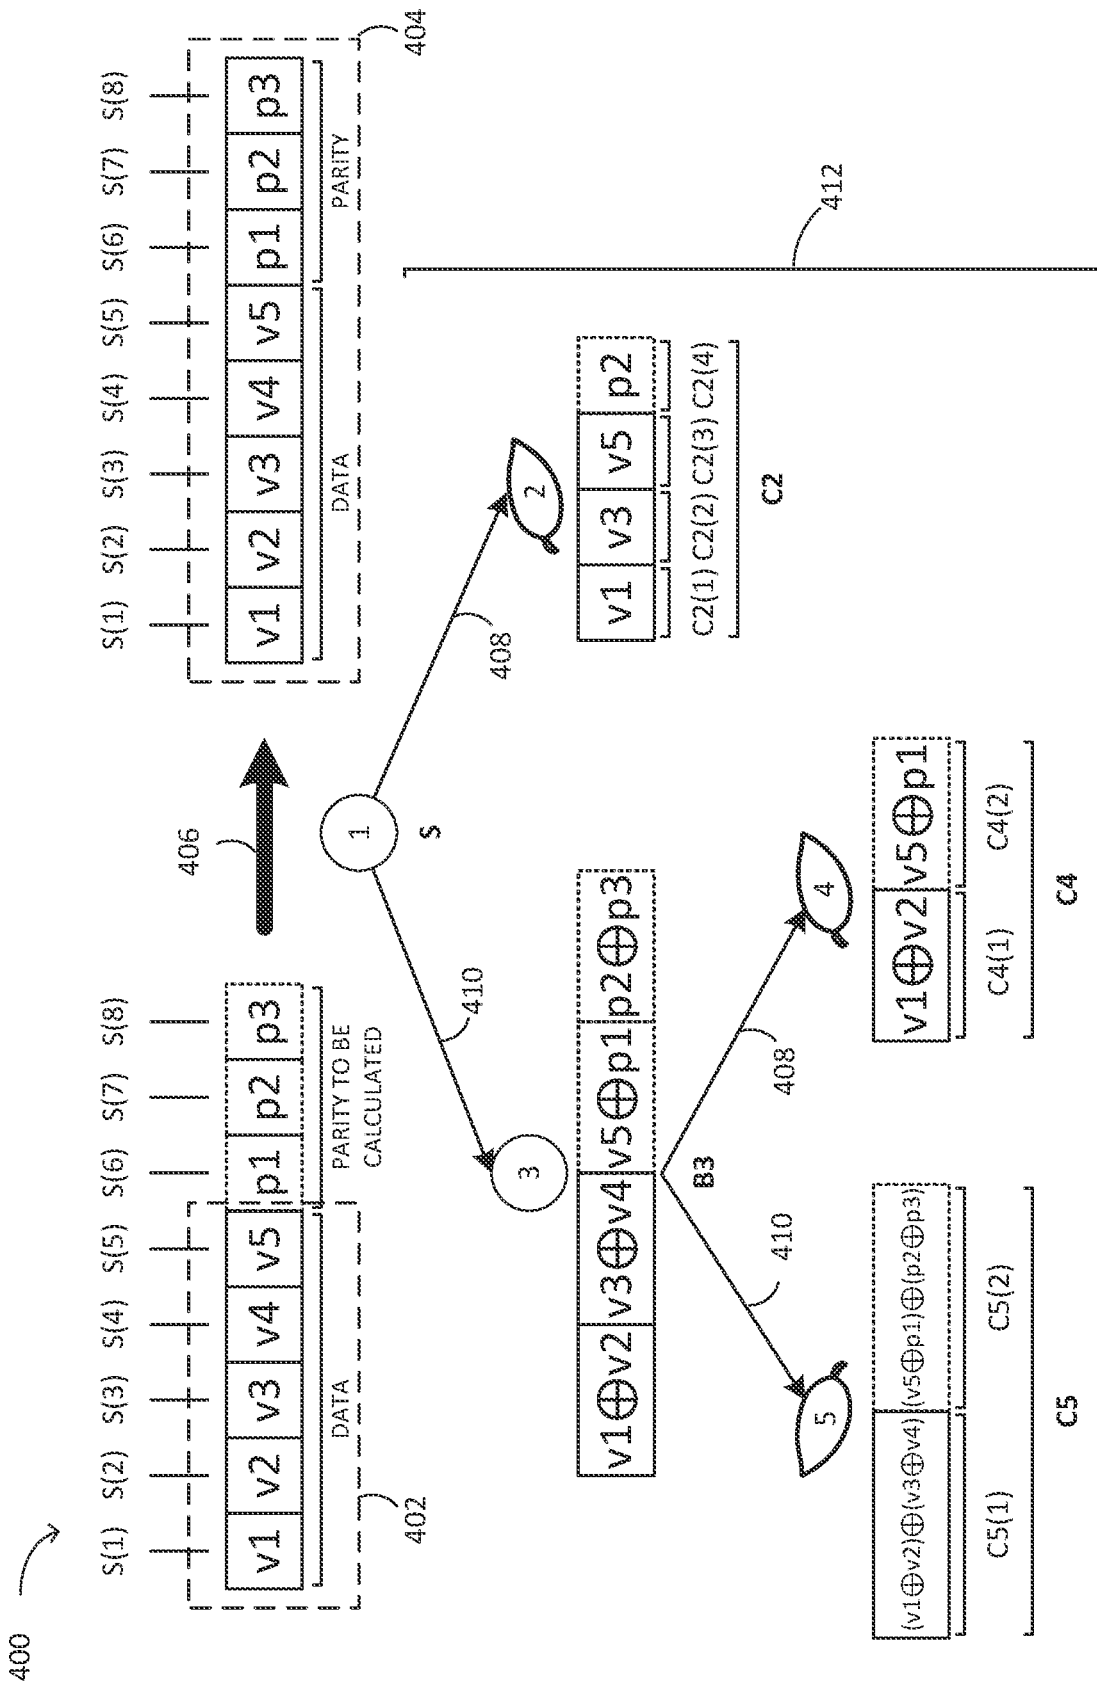 400
S(1) S(2) S(3) S(4) S(5) S(6) S(7) S(8)
v1 v2 v3 v4 v5 p1 p2 p3
DATA
PARITY TO BE
CALCULATED
402
406
S(1) S(2) S(3) S(4) S(5) S(6) S(7) S(8)
v1 v2 v3 v4 v5 p1 p2 p3
DATA
PARITY
404
1
S
410
408
3
2
v1⊕v2 v3⊕v4 v5⊕p1 p2⊕p3
B3
v1 v3 v5 p2
C2(1) C2(2) C2(3) C2(4)
C2
412
410
408
5
4
(v1⊕v2)⊕(v3⊕v4) (v5⊕p1)⊕(p2⊕p3)
C5(1) C5(2)
C5
v1⊕v2 v5⊕p1
C4(1) C4(2)
C4